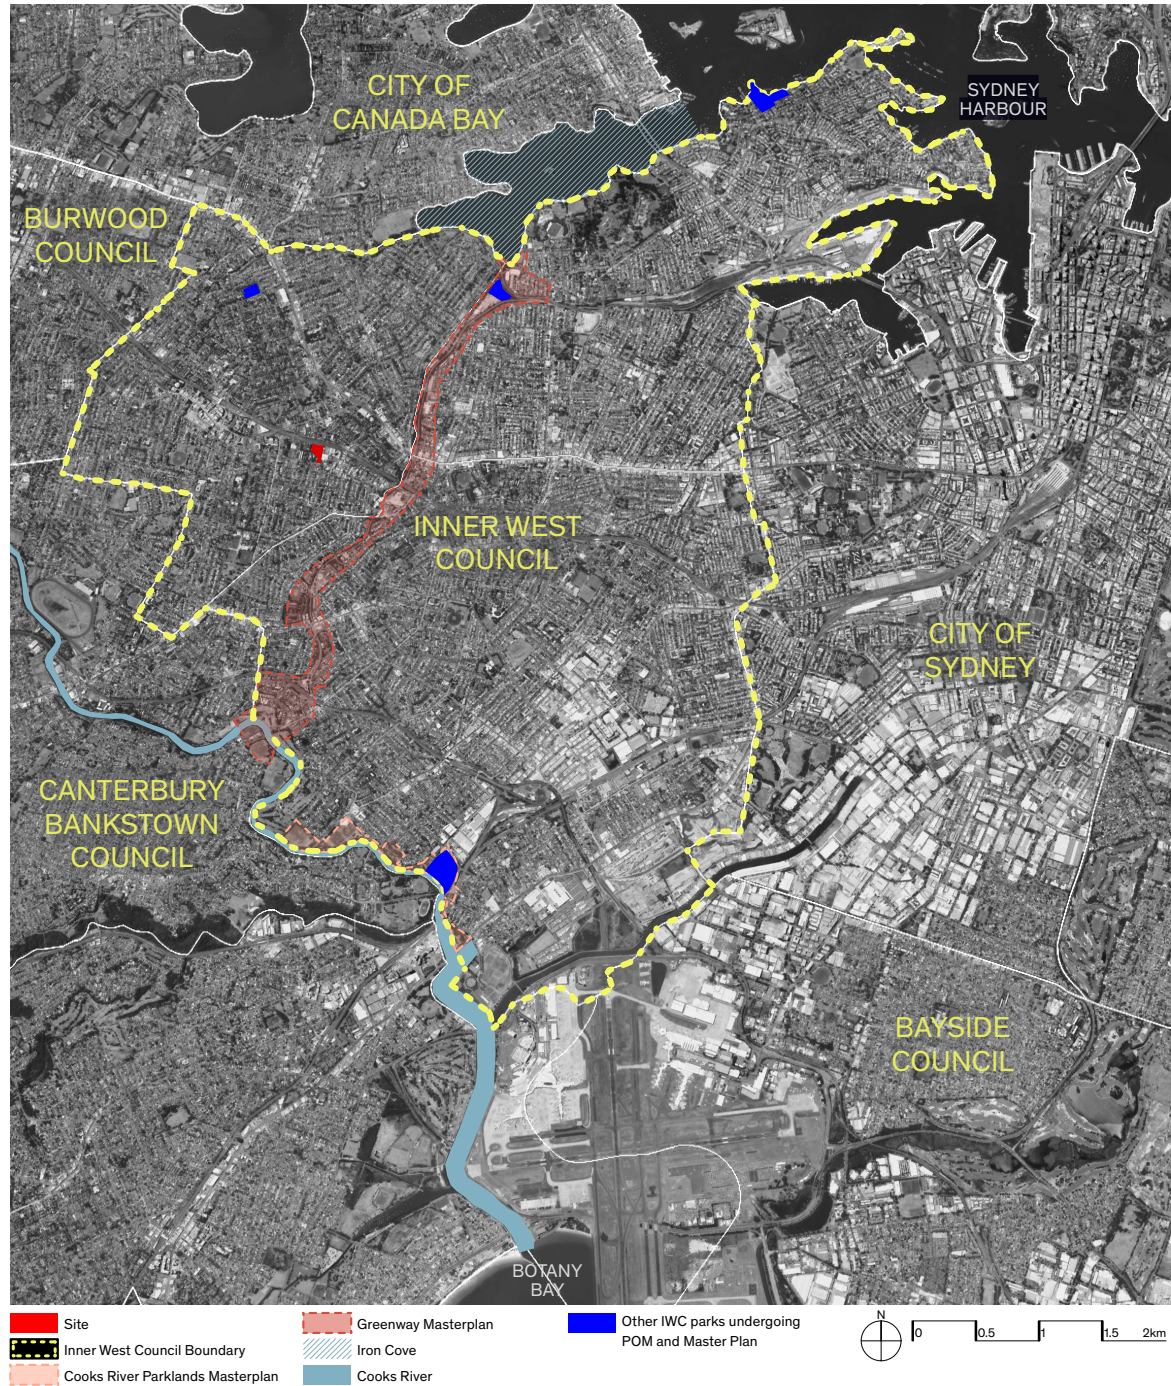 CITY OF
CANADA BAY
SYDNEY
HARBOUR
BURWOOD
COUNCIL
INNER WEST
COUNCIL
CITY OF
SYDNEY
CANTERBURY
BANKSTOWN
COUNCIL
BAYSIDE
COUNCIL
BOTANY
BAY
Site
Inner West Council Boundary
Cooks River Parklands Masterplan
Greenway Masterplan
Iron Cove
Cooks River
Other IWC parks undergoing
POM and Master Plan
N
0 0.5 1 1.5 2km